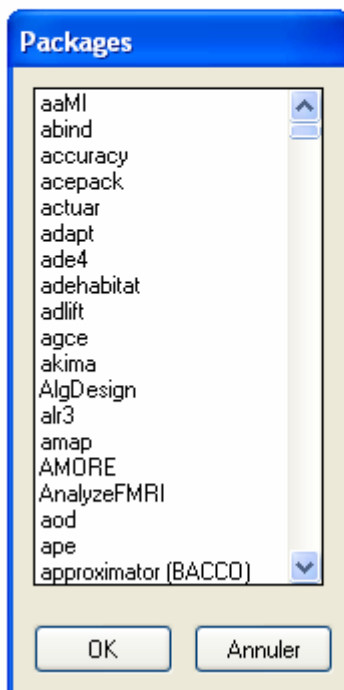 Packages
aaMI
abind
accuracy
acepack
actuar
adapt
ade4
adehabitat
adlift
agce
akima
AlgDesign
alr3
amap
AMORE
AnalyzeFMRI
aod
ape
approximator (BACCO)
OK Annuler